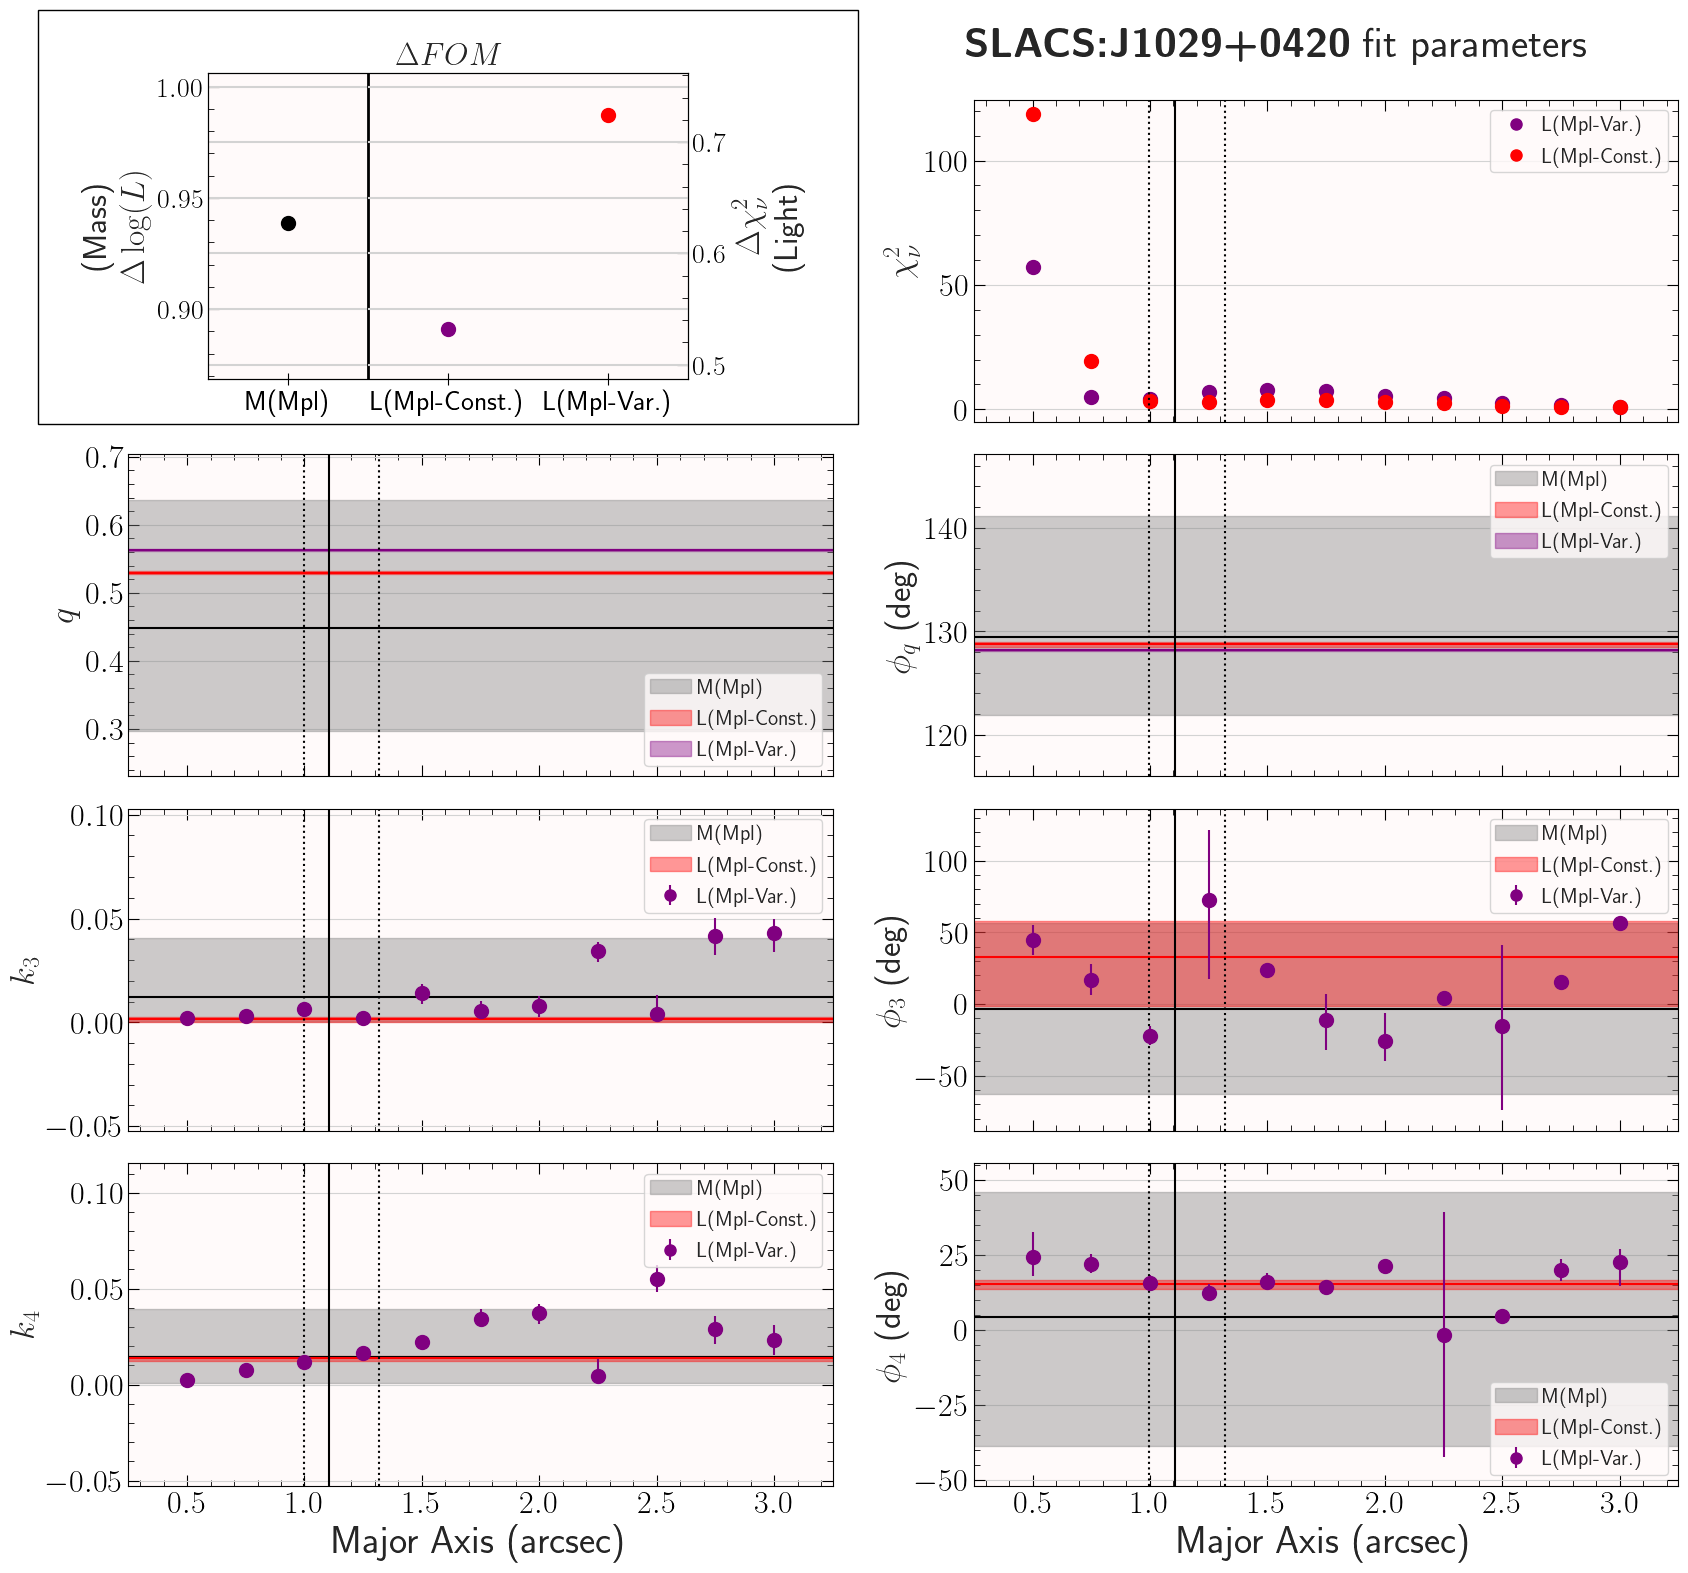 SLACS:J1029+0420 fit parameters
ΔFOM
(Mass)
Δ log(L)
1.00
0.95
0.90
0.7
0.6
0.5
Δχ²ᵥ
(Light)
M(Mpl) L(Mpl-Const.) L(Mpl-Var.)
χ²ᵥ
100
50
0
L(Mpl-Var.)
L(Mpl-Const.)
q
0.7
0.6
0.5
0.4
0.3
M(Mpl)
L(Mpl-Const.)
L(Mpl-Var.)
ϕ_q (deg)
140
130
120
M(Mpl)
L(Mpl-Const.)
L(Mpl-Var.)
k₃
0.10
0.05
0.00
−0.05
M(Mpl)
L(Mpl-Const.)
L(Mpl-Var.)
ϕ₃ (deg)
100
50
0
−50
M(Mpl)
L(Mpl-Const.)
L(Mpl-Var.)
k₄
0.10
0.05
0.00
−0.05
M(Mpl)
L(Mpl-Const.)
L(Mpl-Var.)
0.5 1.0 1.5 2.0 2.5 3.0
Major Axis (arcsec)
ϕ₄ (deg)
50
25
0
−25
−50
M(Mpl)
L(Mpl-Const.)
L(Mpl-Var.)
0.5 1.0 1.5 2.0 2.5 3.0
Major Axis (arcsec)